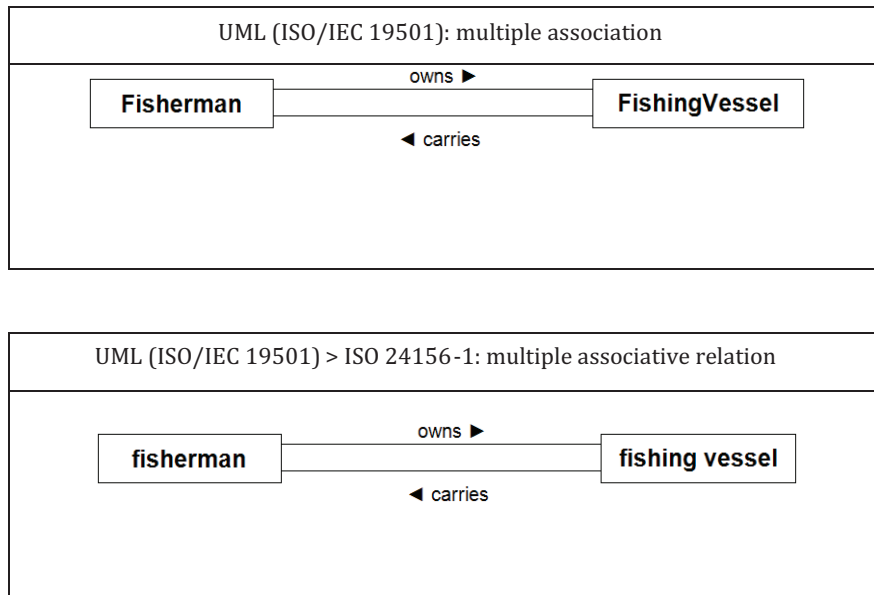 UML (ISO/IEC 19501): multiple association
owns ►
Fisherman
FishingVessel
◄ carries
UML (ISO/IEC 19501) > ISO 24156-1: multiple associative relation
owns ►
fisherman
fishing vessel
◄ carries